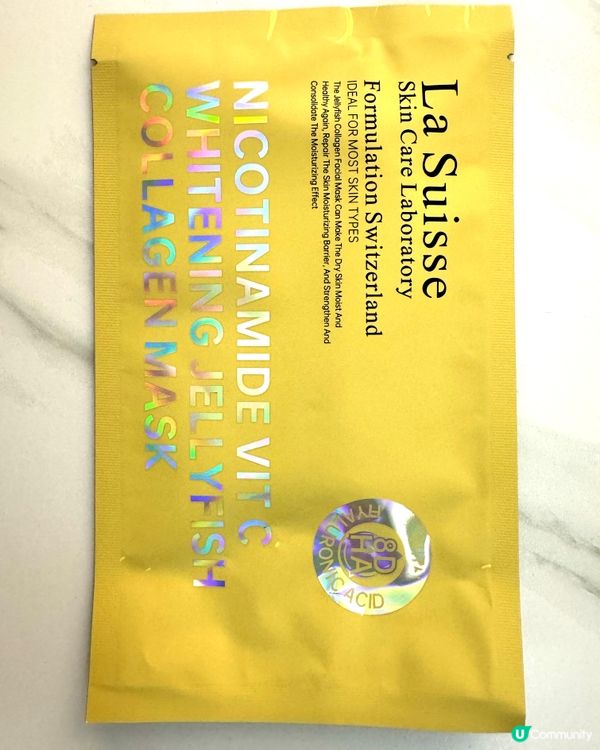 La Suisse
Skin Care Laboratory
Formulation Switzerland
IDEAL FOR MOST SKIN TYPES
The Jellyfish Collagen Facial Mask Can Make The Dry Skin Moist And
Healthy Again, Repair The Skin Moisturizing Barrier, And Strengthen And
Consolidate The Moisturizing Effect
NICOTINAMIDE VIT C
WHITENING JELLYFISH
COLLAGEN MASK
8D
HA
HYALURONIC ACID
U Community